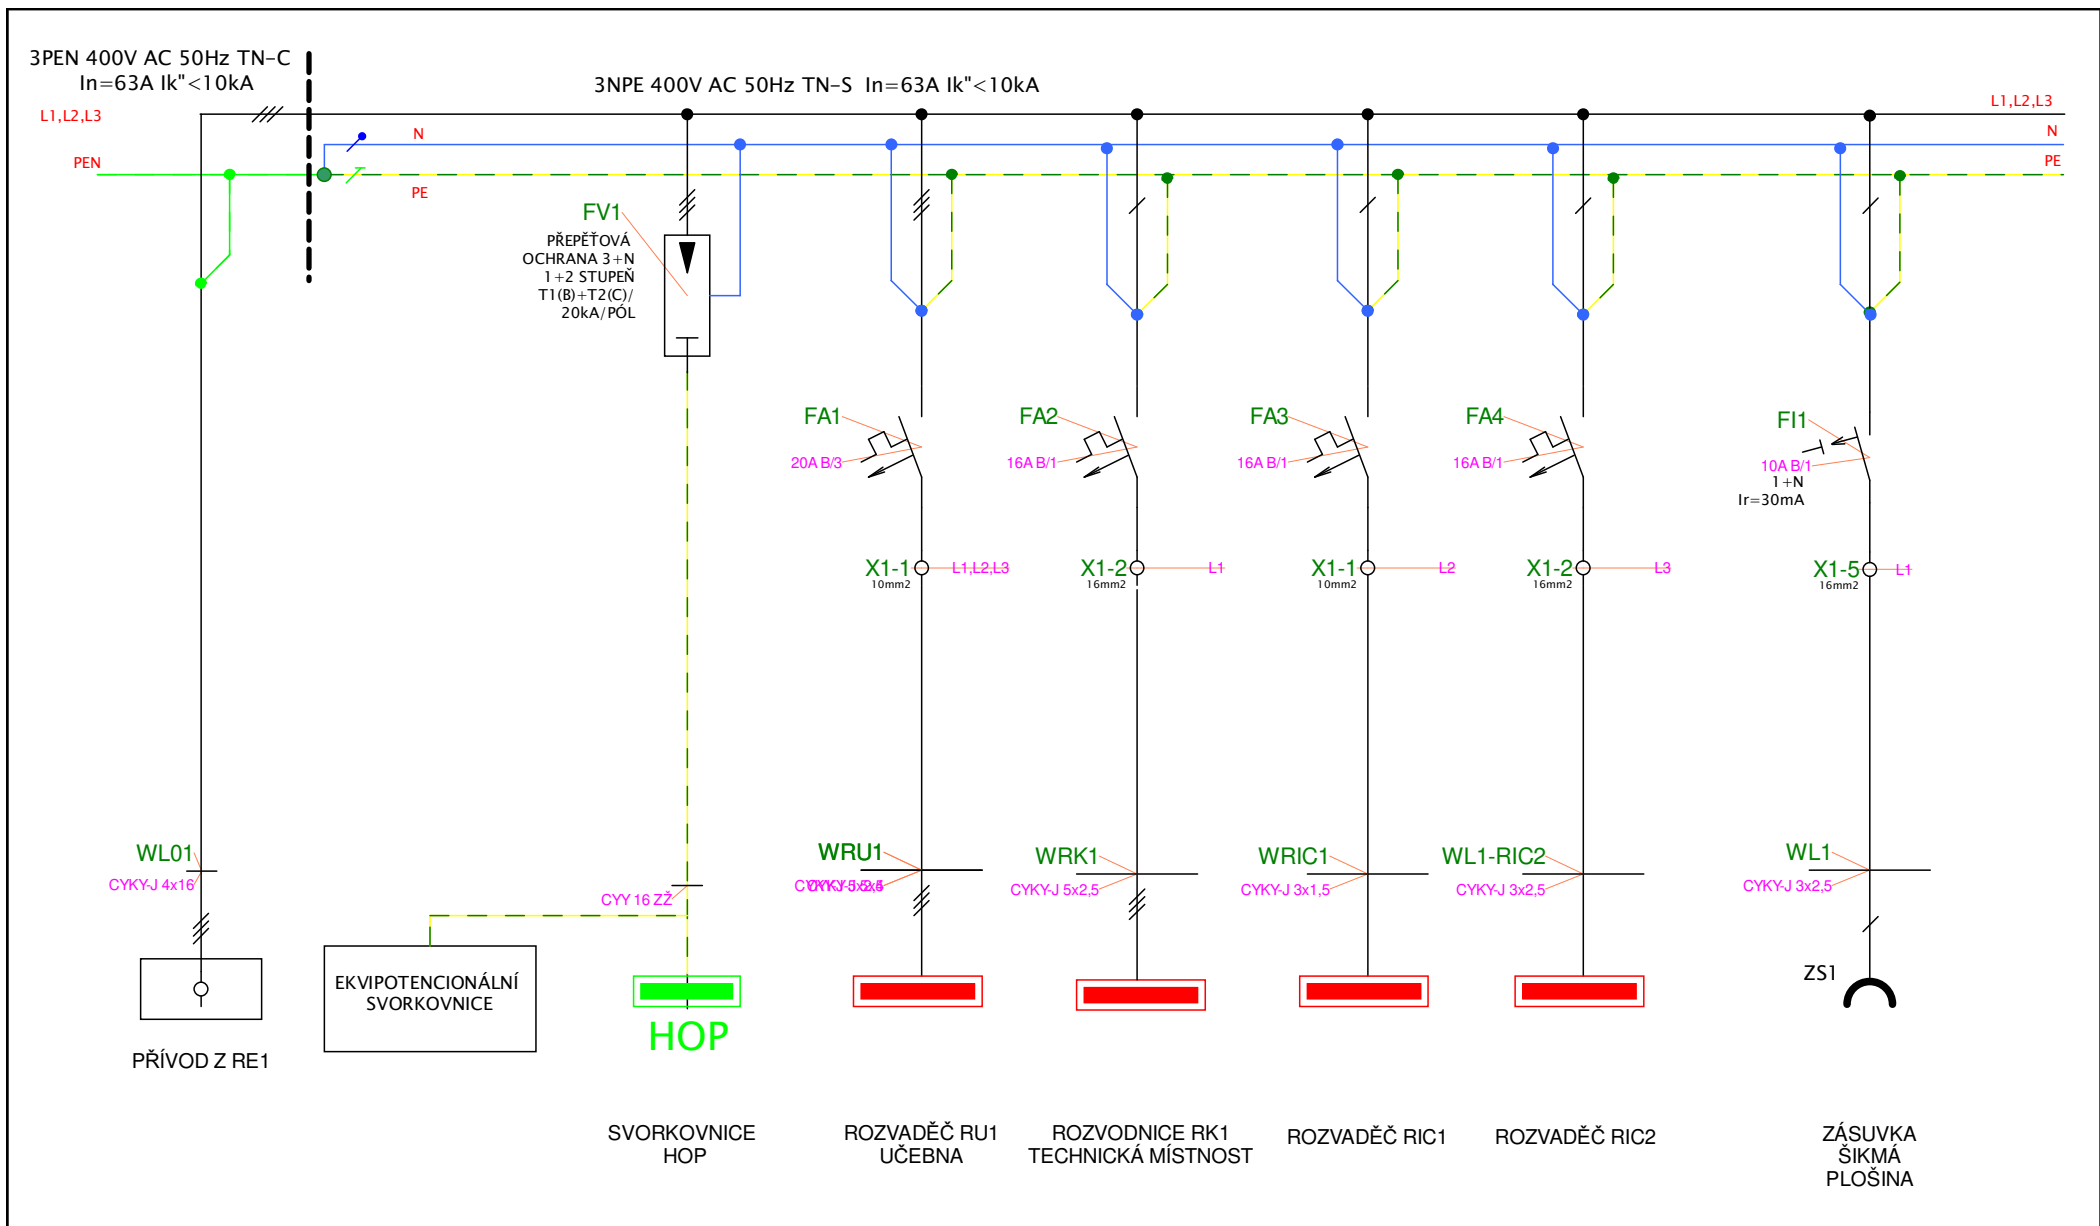 3PEN 400V AC 50Hz TN-C
In=63A Ik"<10kA
3NPE 400V AC 50Hz TN-S In=63A Ik"<10kA
L1,L2,L3
L1,L2,L3
N
N
PEN
PE
PE
FV1
PŘEPĚŤOVÁ
OCHRANA 3+N
1+2 STUPEŇ
T1(B)+T2(C)/
20kA/PÓL
FA1
20A B/3
FA2
16A B/1
FA3
16A B/1
FA4
16A B/1
FI1
10A B/1
1+N
Ir=30mA
X1-1
10mm2
L1,L2,L3
X1-2
16mm2
L1
X1-1
10mm2
L2
X1-2
16mm2
L3
X1-5
16mm2
L1
WL01
CYKY-J 4x16
CYY 16 ZŽ
WRU1
WRK1
CYKY-J 5x2,5
WRIC1
CYKY-J 3x1,5
WL1-RIC2
CYKY-J 3x2,5
WL1
CYKY-J 3x2,5
ZS1
EKVIPOTENCIONÁLNÍ
SVORKOVNICE
HOP
PŘÍVOD Z RE1
SVORKOVNICE
HOP
ROZVADĚČ RU1
UČEBNA
ROZVODNICE RK1
TECHNICKÁ MÍSTNOST
ROZVADĚČ RIC1
ROZVADĚČ RIC2
ZÁSUVKA
ŠIKMÁ
PLOŠINA